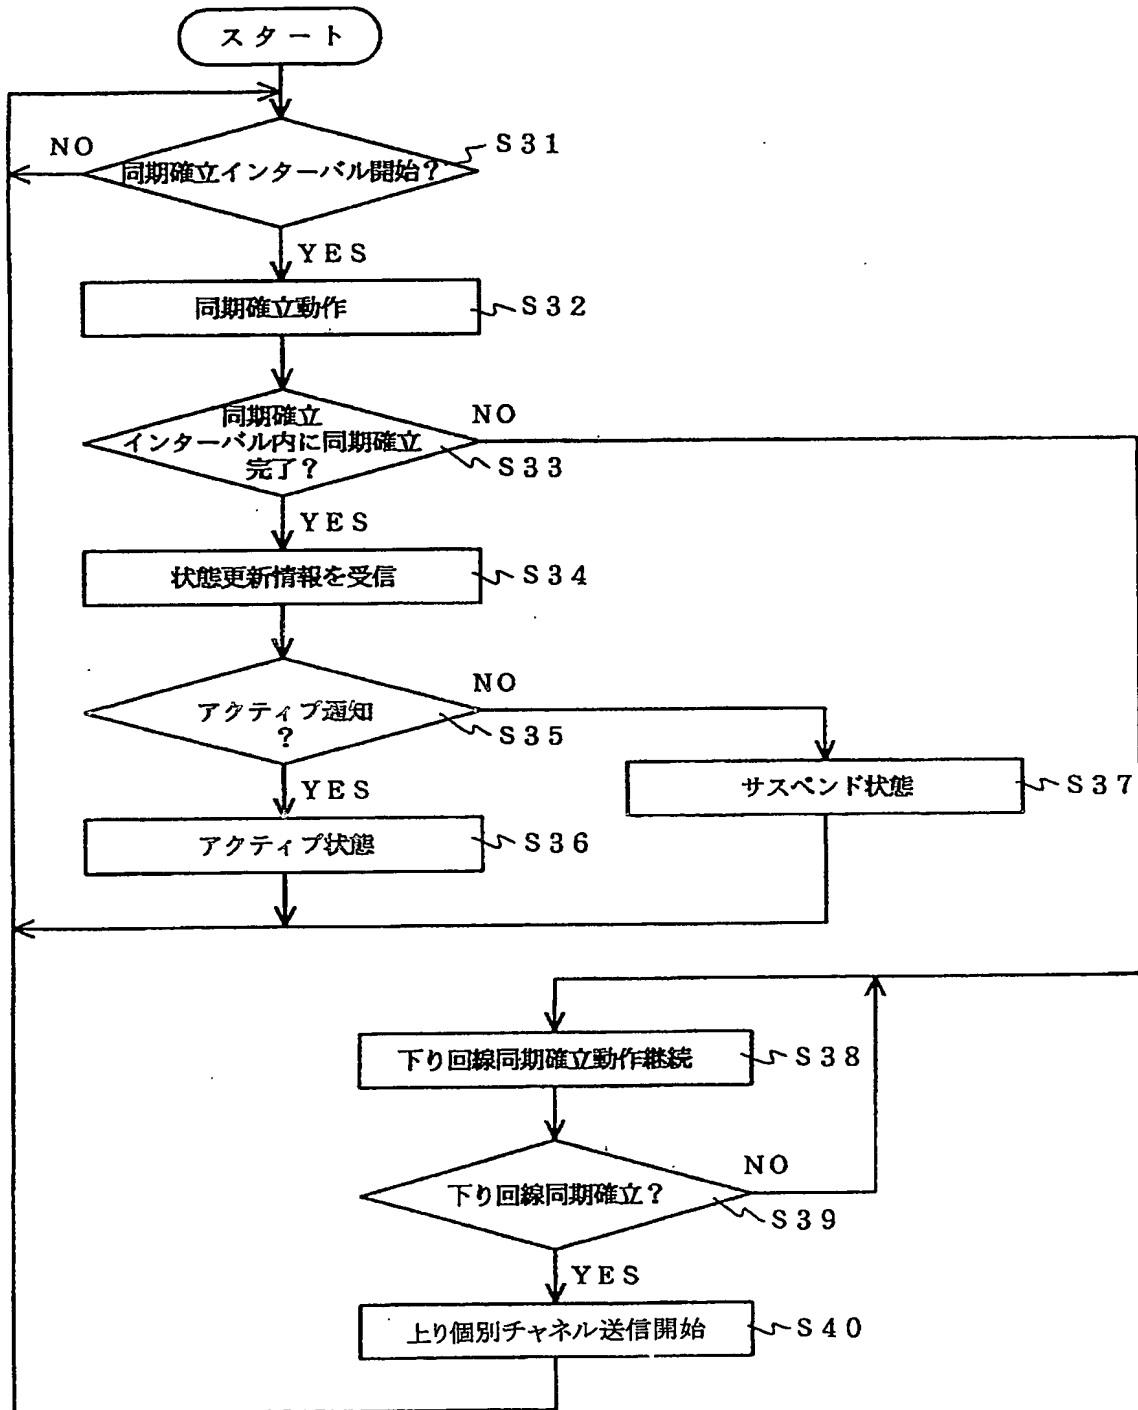 スタート
NO
同期確立インターバル開始?
S31
YES
同期確立動作
S32
同期確立
インターバル内に同期確立
完了?
NO
S33
YES
状態更新情報を受信
S34
アクティブ通知
?
NO
S35
YES
サスペンド状態
S37
アクティブ状態
S36
下り回線同期確立動作継続
S38
下り回線同期確立?
NO
S39
YES
上り個別チャネル送信開始
S40